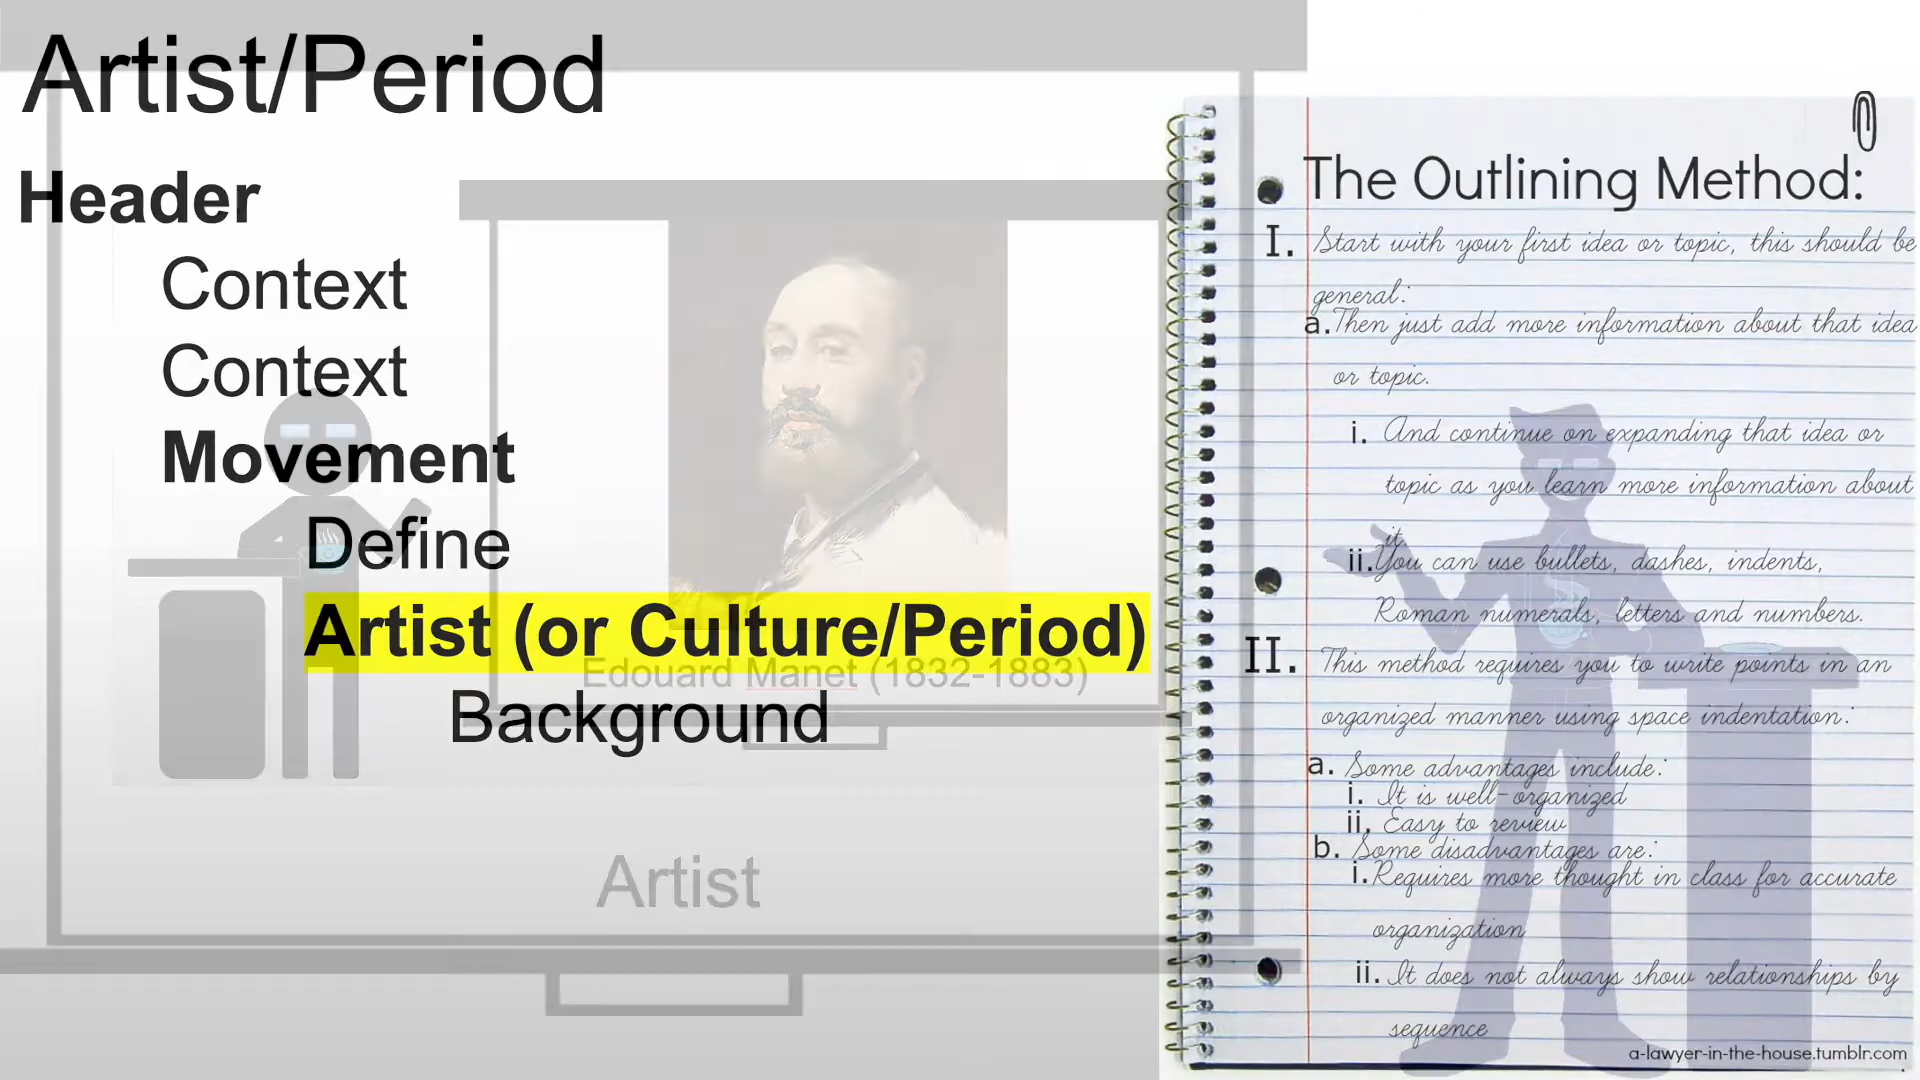 Artist/Period
Header
Context
Context
Movement
Define
Artist (or Culture/Period)
Edouard Manet (1832-1883)
Background
Artist
The Outlining Method:
I. Start with your first idea or topic, this should be
general:
a. Then just add more information about that idea
or topic.
i. And continue on expanding that idea or
topic as you learn more information about
it.
ii. You can use bullets, dashes, indents,
Roman numerals, letters and numbers.
II. This method requires you to write points in an
organized manner using space indentation:
a. Some advantages include:
i. It is well-organized
ii. Easy to review
b. Some disadvantages are:
i. Requires more thought in class for accurate
organization
ii. It does not always show relationships by
sequence
a-lawyer-in-the-house.tumblr.com